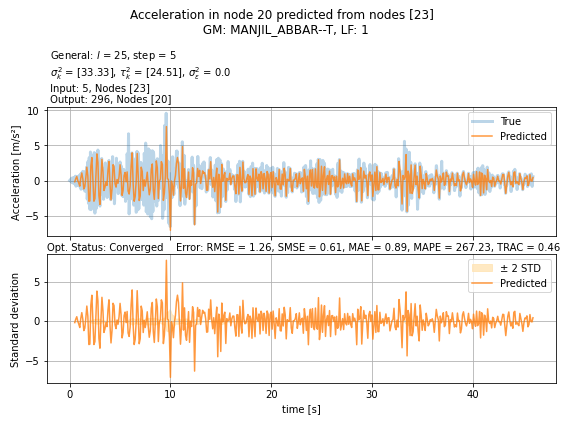 Acceleration in node 20 predicted from nodes [23]
GM: MANJIL_ABBAR--T, LF: 1
General: l = 25, step = 5
σ²ₖ = [33.33], τ²ₖ = [24.51], σ²ε = 0.0
Input: 5, Nodes [23]
Output: 296, Nodes [20]
Acceleration [m/s²]
10
5
0
−5
True
Predicted
Opt. Status: Converged Error: RMSE = 1.26, SMSE = 0.61, MAE = 0.89, MAPE = 267.23, TRAC = 0.46
Standard deviation
5
0
−5
± 2 STD
Predicted
0 10 20 30 40
time [s]